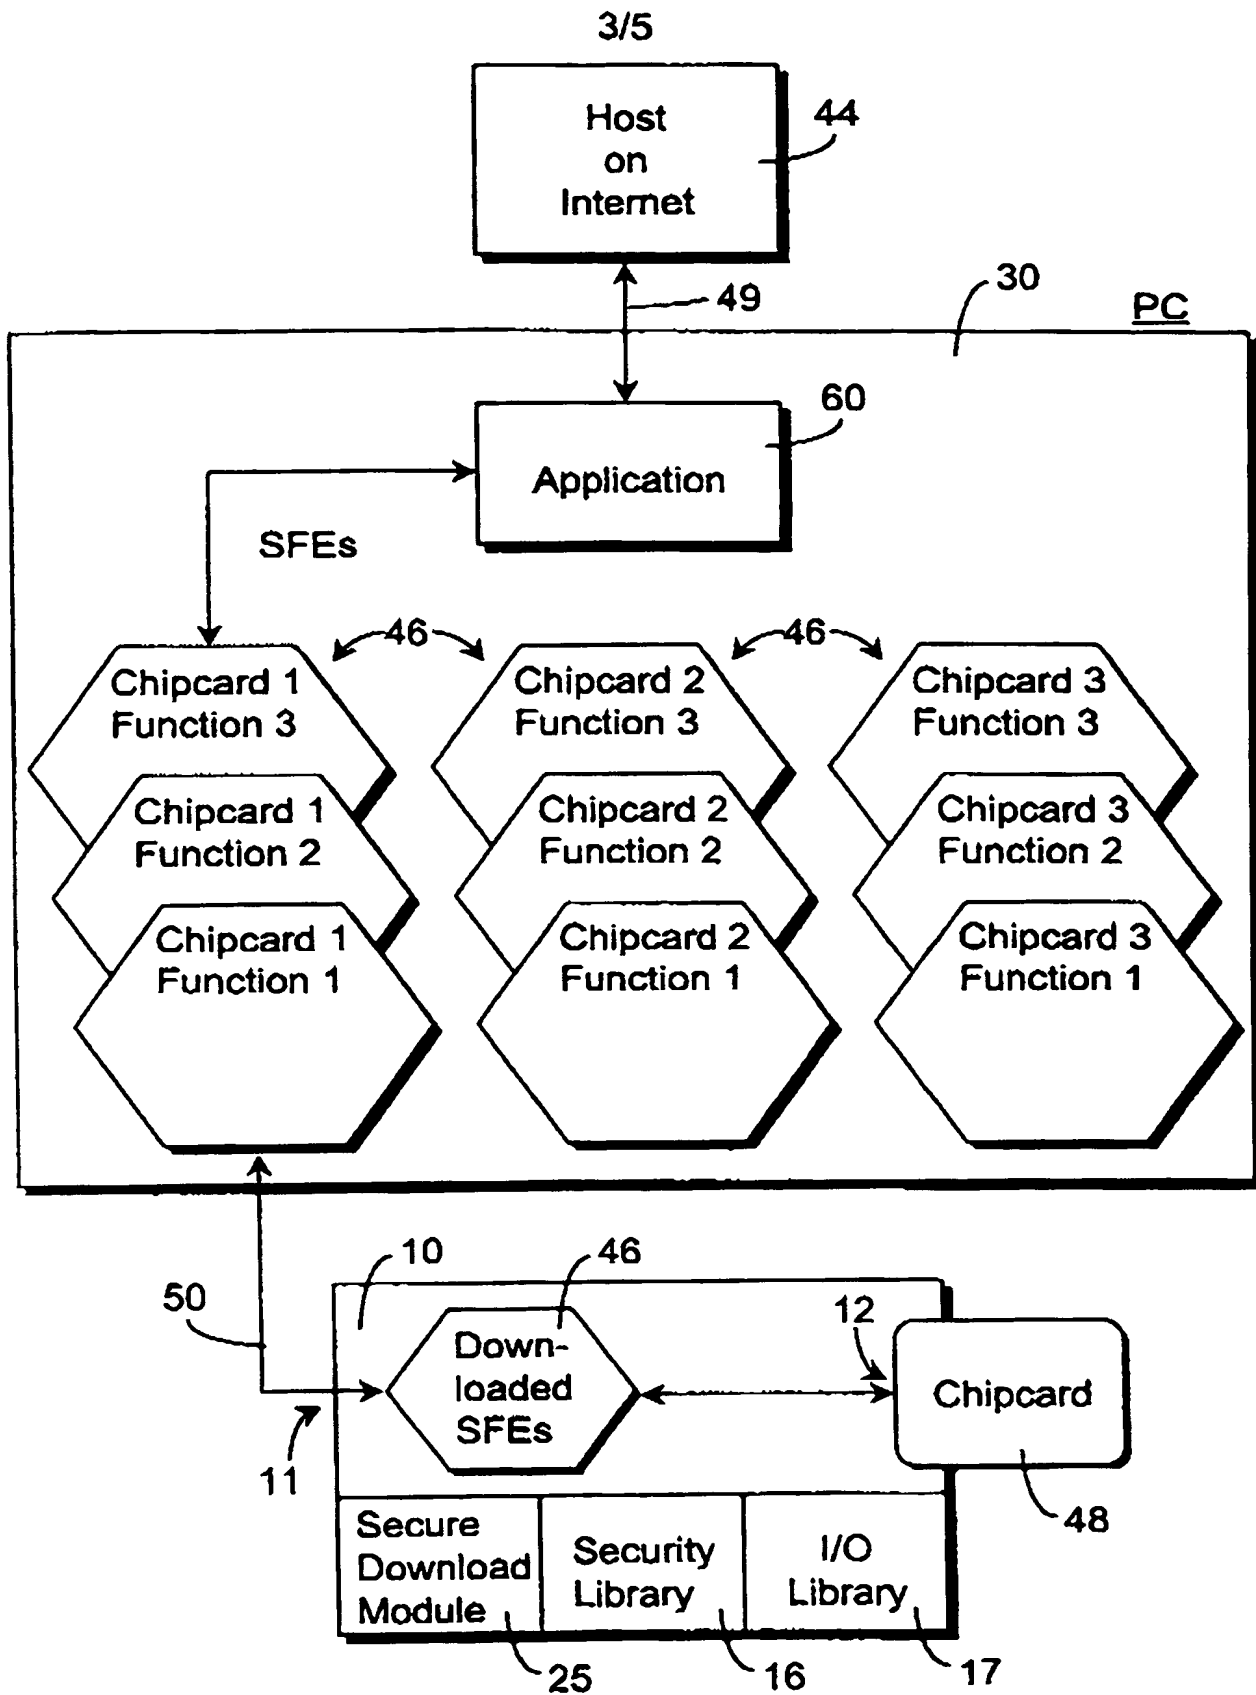 3/5
Host
on
Internet
44
49
30
PC
60
Application
SFEs
46
46
Chipcard 1
Function 3
Chipcard 2
Function 3
Chipcard 3
Function 3
Chipcard 1
Function 2
Chipcard 2
Function 2
Chipcard 3
Function 2
Chipcard 1
Function 1
Chipcard 2
Function 1
Chipcard 3
Function 1
50
10
46
12
Down-
loaded
SFEs
Chipcard
11
48
Secure
Download
Module
Security
Library
I/O
Library
25
16
17